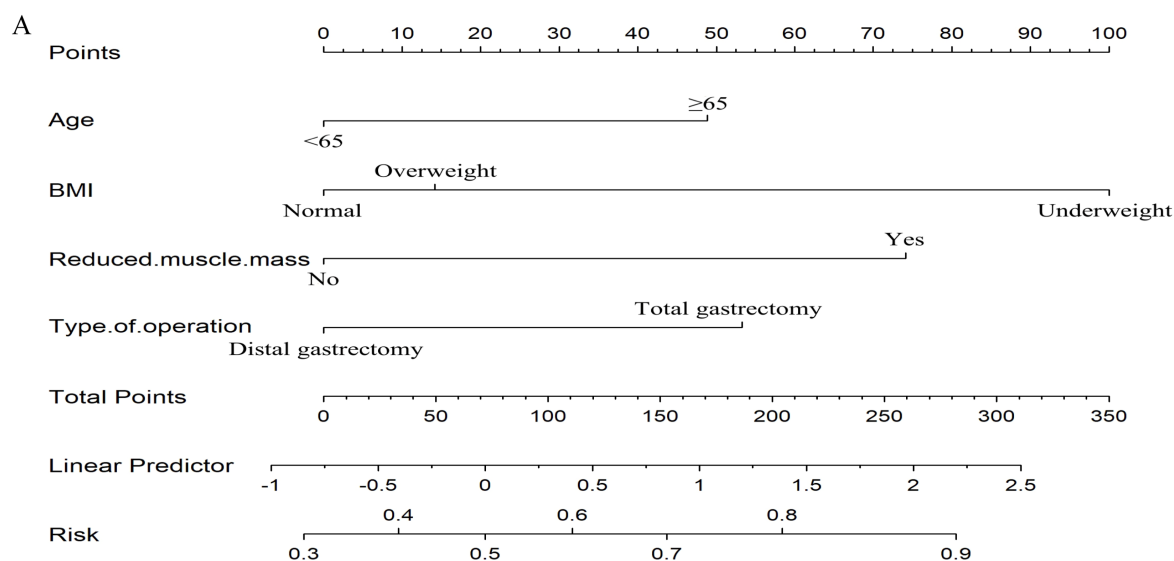 A
Points
0 10 20 30 40 50 60 70 80 90 100
Age
≥65
<65
BMI
Overweight
Normal
Underweight
Reduced.muscle.mass
Yes
No
Type.of.operation
Total gastrectomy
Distal gastrectomy
Total Points
0 50 100 150 200 250 300 350
Linear Predictor
-1 -0.5 0 0.5 1 1.5 2 2.5
Risk
0.4 0.6 0.8
0.3 0.5 0.7 0.9